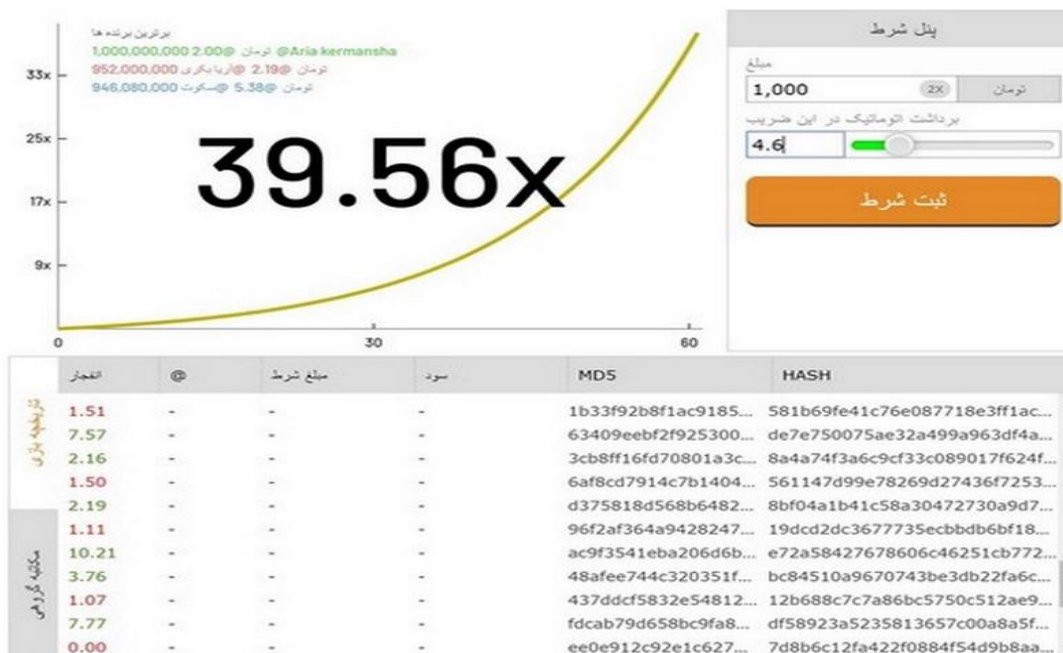 برترین برنده ها
1,000,000,000 تومان @2.00 @Aria kermansha
952,000,000 تومان @2.19 @آریا بکری
946,080,000 تومان @5.38 @سکوت
33x
25x
17x
9x
39.56x
0
30
60
پنل شرط
مبلغ
1,000
2X
تومان
برداشت اتوماتیک در این ضریب
4.6
ثبت شرط
تاریخچه بازی
مکاتبه گروهی
انفجار @ مبلغ شرط سود MD5 HASH
1.51 - - - 1b33f92b8f1ac9185... 581b69fe41c76e087718e3ff1ac...
7.57 - - - 63409eebf2f925300... de7e750075ae32a499a963df4a...
2.16 - - - 3cb8ff16fd70801a3c... 8a4a74f3a6c9cf33c089017f624f...
1.50 - - - 6af8cd7914c7b1404... 561147d99e78269d27436f7253...
2.19 - - - d375818d568b6482... 8bf04a1b41c58a30472730a9d7...
1.11 - - - 96f2af364a9428247... 19dcd2dc3677735ecbbdb6bf18...
10.21 - - - ac9f3541eba206d6b... e72a58427678606c46251cb772...
3.76 - - - 48afee744c320351f... bc84510a9670743be3db22fa6c...
1.07 - - - 437ddcf5832e54812... 12b688c7c7a86bc5750c512ae9...
7.77 - - - fdcab79d658bc9fa8... df58923a5235813657c00a8a5f...
0.00 - - - ee0e912c92e1c627... 7d8b6c12fa422f0884f54d9b8aa...